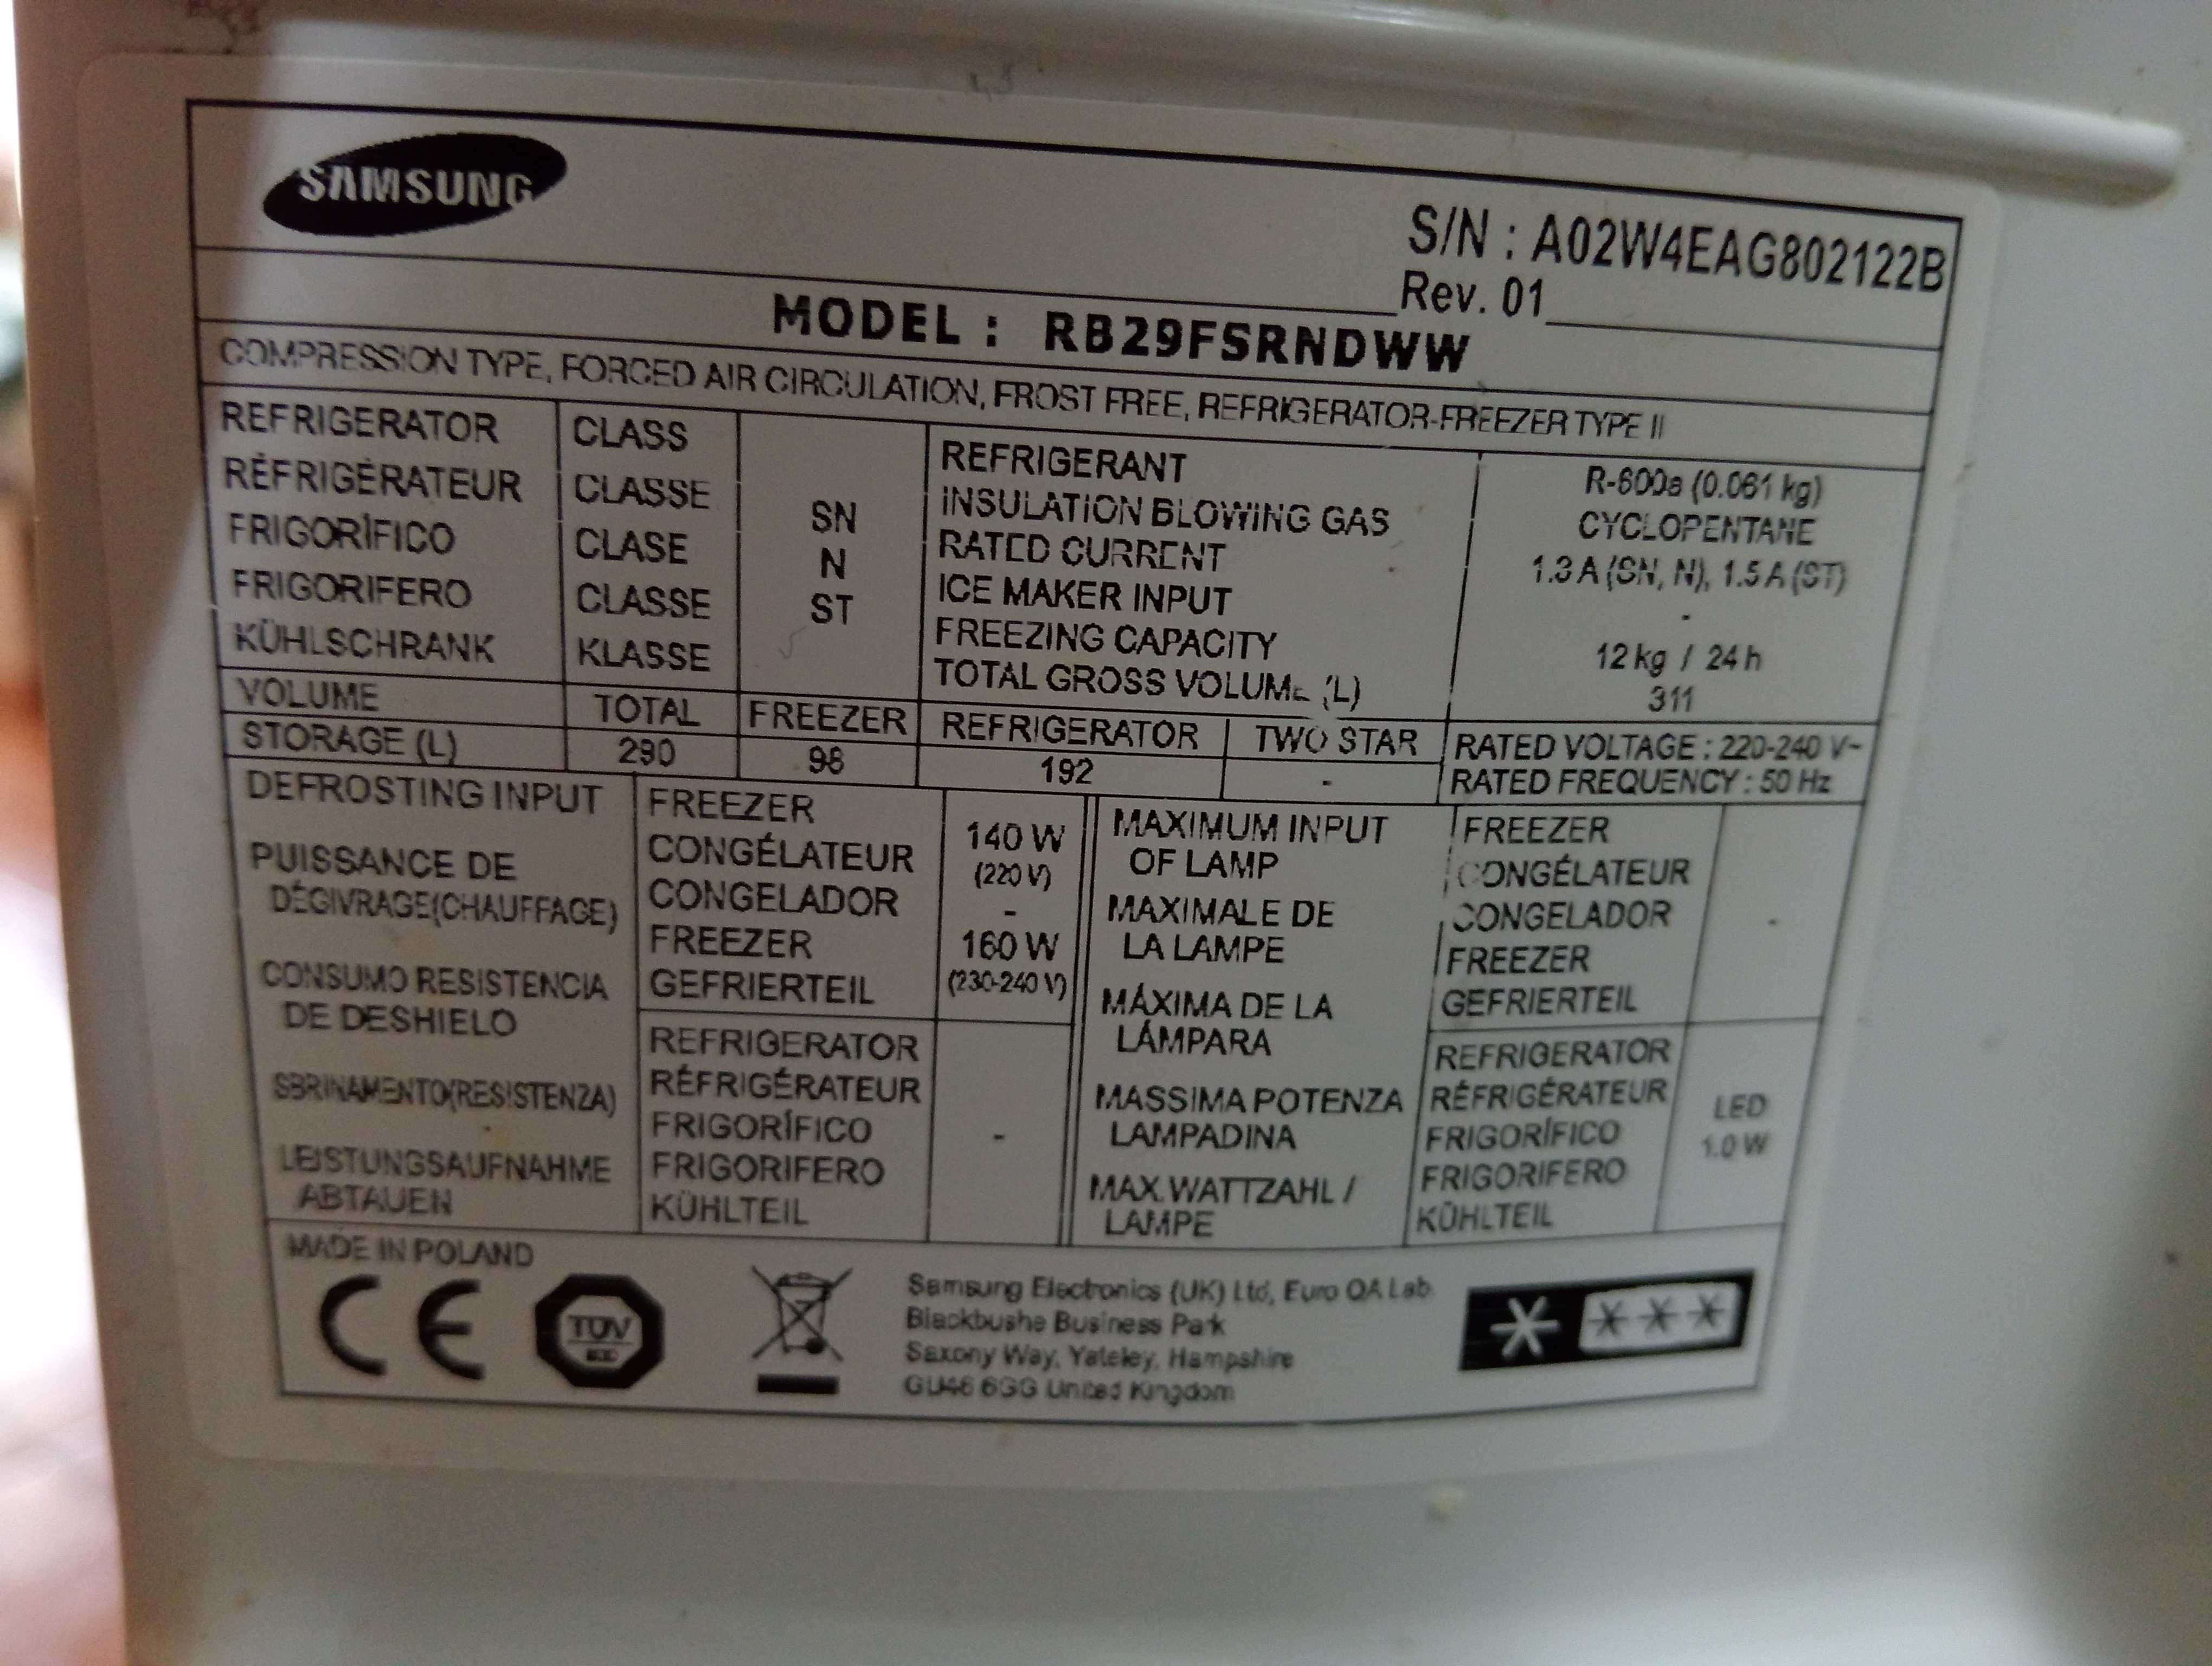 SAMSUNG
S/N : A02W4EAG802122B
Rev. 01
MODEL : RB29FSRNDWW
COMPRESSION TYPE, FORCED AIR CIRCULATION, FROST FREE, REFRIGERATOR-FREEZER TYPE II
REFRIGERATOR CLASS
RÉFRIGÉRATEUR CLASSE
FRIGORÍFICO CLASE
FRIGORIFERO CLASSE
KÜHLSCHRANK KLASSE
SN
N
ST
REFRIGERANT R-600a (0.061 kg)
INSULATION BLOWING GAS CYCLOPENTANE
RATED CURRENT 1.3 A (SN, N), 1.5 A (ST)
ICE MAKER INPUT -
FREEZING CAPACITY 12 kg / 24 h
TOTAL GROSS VOLUME (L) 311
VOLUME TOTAL FREEZER REFRIGERATOR TWO STAR
STORAGE (L) 290 98 192 -
RATED VOLTAGE : 220-240 V~
RATED FREQUENCY : 50 Hz
DEFROSTING INPUT
PUISSANCE DE
DÉGIVRAGE(CHAUFFAGE)
CONSUMO RESISTENCIA
DE DESHIELO
SBRINAMENTO(RESISTENZA)
LEISTUNGSAUFNAHME
ABTAUEN
FREEZER
CONGÉLATEUR
CONGELADOR
FREEZER
GEFRIERTEIL
140 W
(220 V)
-
160 W
(230-240 V)
REFRIGERATOR
RÉFRIGÉRATEUR
FRIGORÍFICO
FRIGORIFERO
KÜHLTEIL
-
MAXIMUM INPUT
OF LAMP
MAXIMALE DE
LA LAMPE
MÁXIMA DE LA
LÁMPARA
MASSIMA POTENZA
LAMPADINA
MAX. WATTZAHL /
LAMPE
FREEZER
CONGÉLATEUR
CONGELADOR
FREEZER
GEFRIERTEIL
-
REFRIGERATOR
RÉFRIGÉRATEUR
FRIGORÍFICO
FRIGORIFERO
KÜHLTEIL
LED
1.0 W
MADE IN POLAND
CE
TÜV
Samsung Electronics (UK) Ltd, Euro QA Lab.
Blackbushe Business Park
Saxony Way, Yateley, Hampshire
GU46 6GG United Kingdom